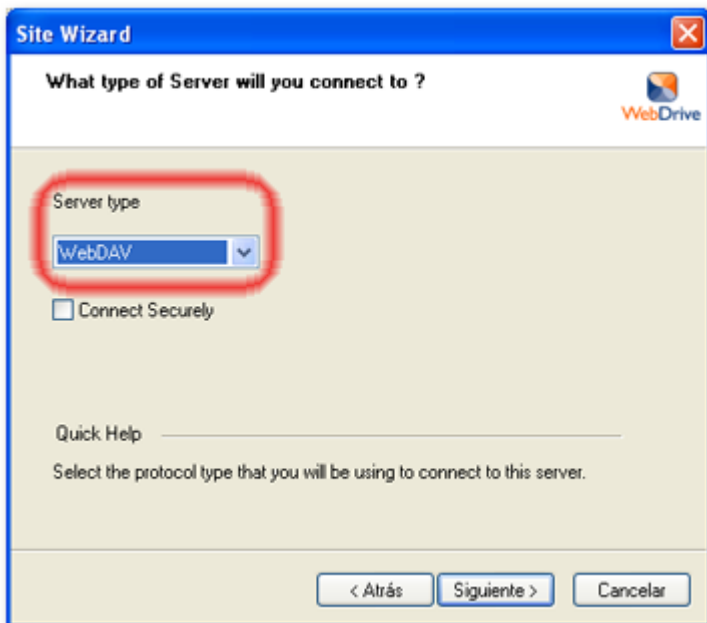 Site Wizard
What type of Server will you connect to ?
WebDrive
Server type
WebDAV
Connect Securely
Quick Help
Select the protocol type that you will be using to connect to this server.
< Atrás Siguiente > Cancelar